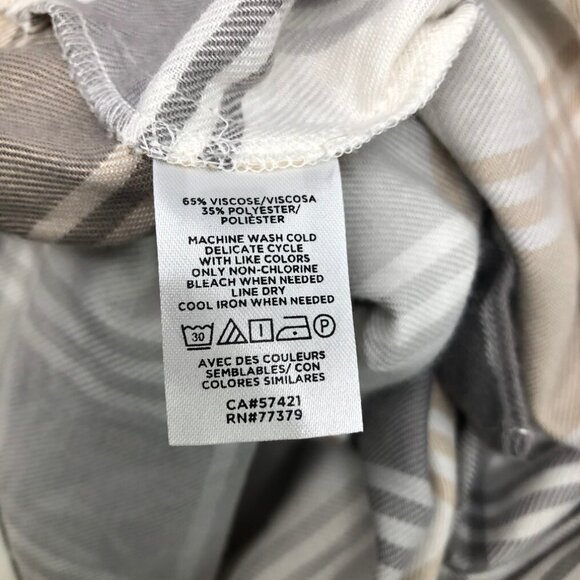 65% VISCOSE/VISCOSA
35% POLYESTER/
POLIÉSTER
MACHINE WASH COLD
DELICATE CYCLE
WITH LIKE COLORS
ONLY NON-CHLORINE
BLEACH WHEN NEEDED
LINE DRY
COOL IRON WHEN NEEDED
30 P
AVEC DES COULEURS
SEMBLABLES/ CON
COLORES SIMILARES
CA#57421
RN#77379